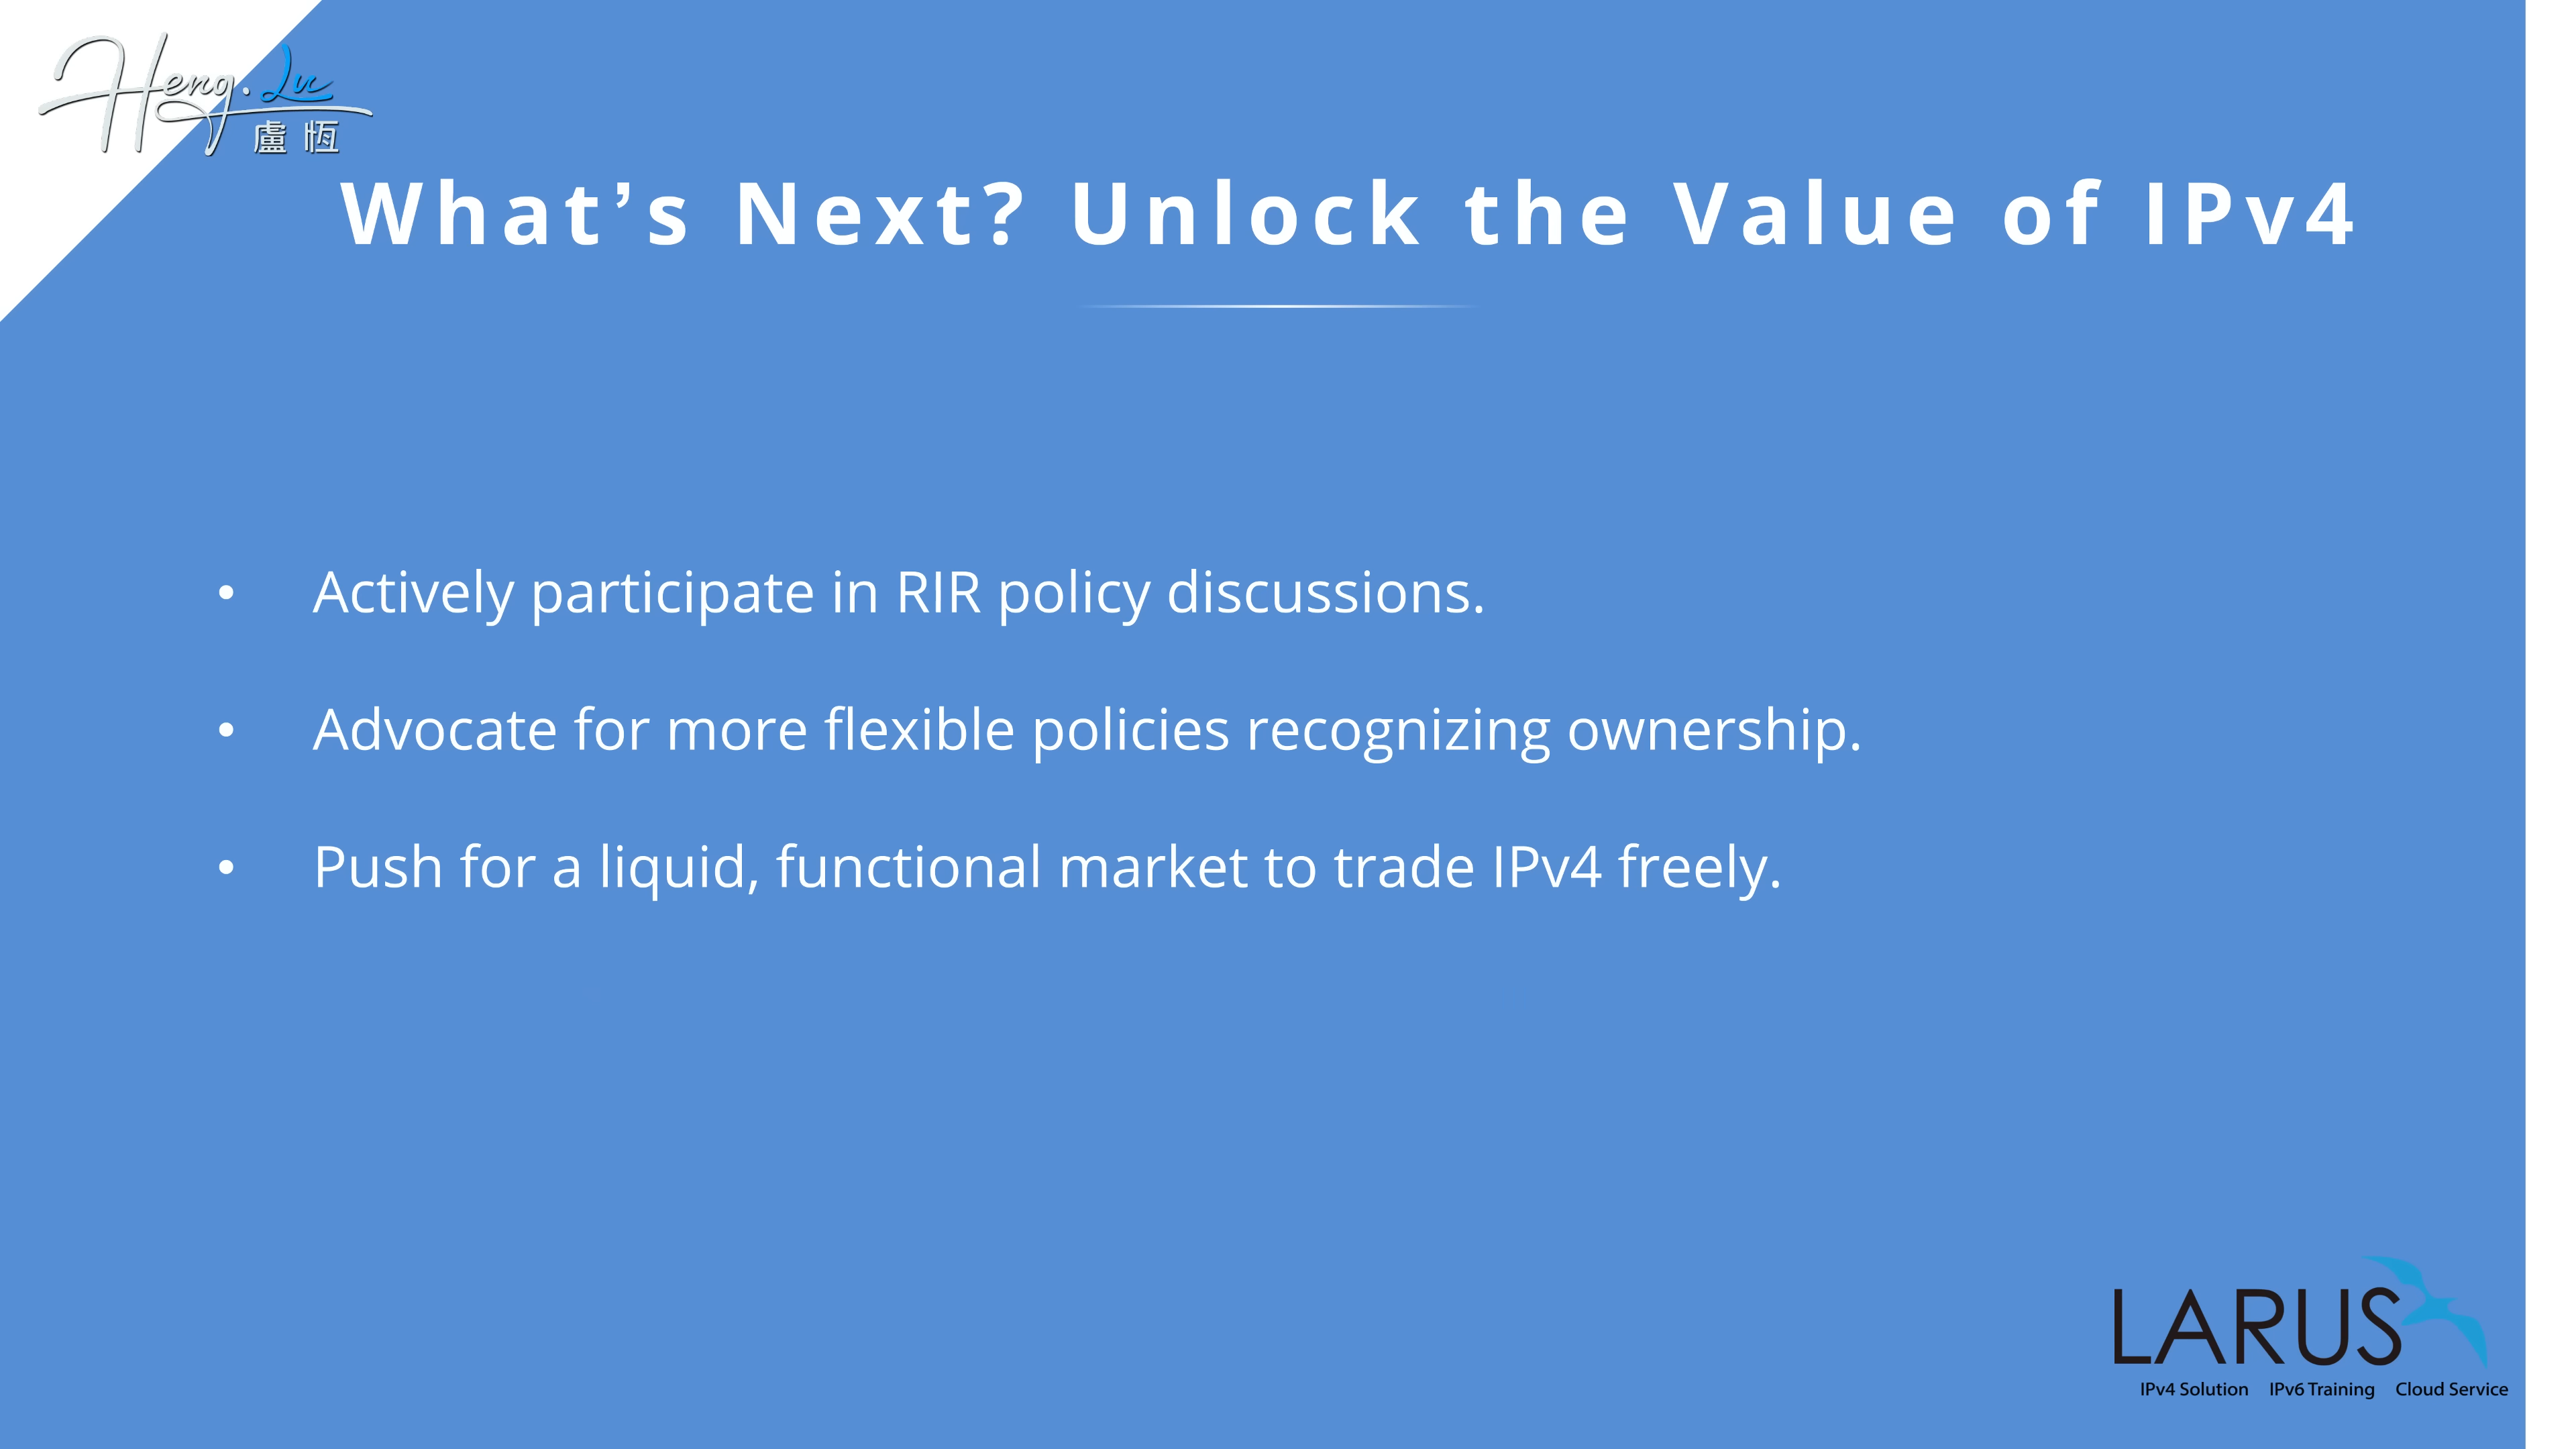 Heng.Lu
盧恆
What’s Next? Unlock the Value of IPv4
• Actively participate in RIR policy discussions.
• Advocate for more flexible policies recognizing ownership.
• Push for a liquid, functional market to trade IPv4 freely.
LARUS
IPv4 Solution IPv6 Training Cloud Service